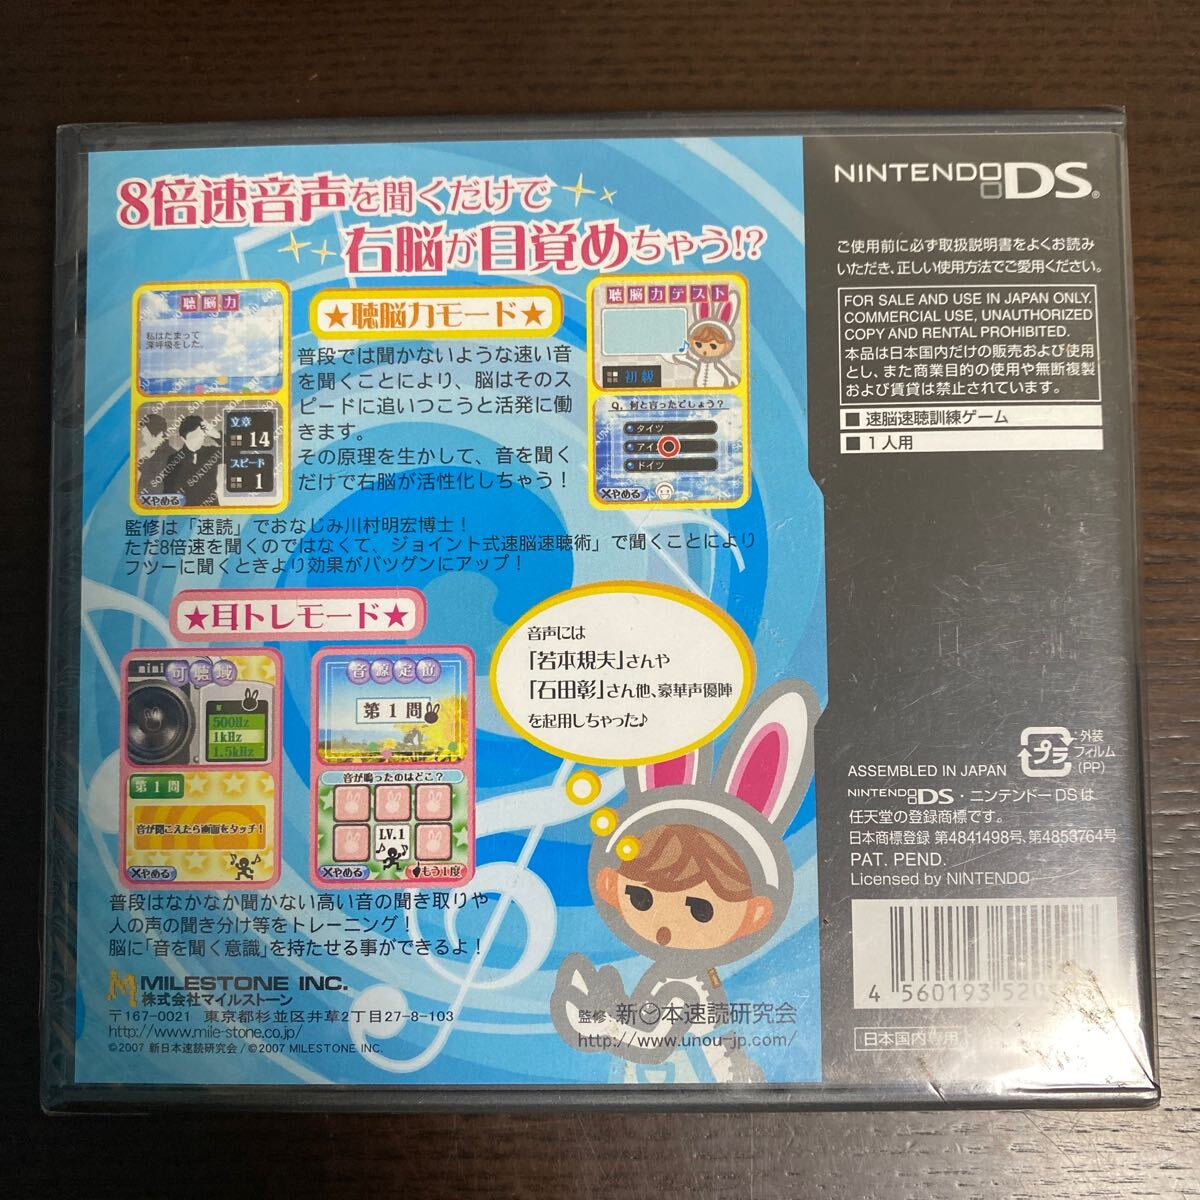 8倍速音声を聞くだけで
右脳が目覚めちゃう!?
聴脳力
私はだまって
深呼吸をした。
文章
14
スピード
1
×やめる
★聴脳力モード★
普段では聞かないような速い音
を聞くことにより、脳はそのス
ピードに追いつこうと活発に働
きます。
その原理を生かして、音を聞く
だけで右脳が活性化しちゃう！
聴脳力テスト
初級
Q. 何と言ったでしょう？
タイツ
アイ
ドイツ
×やめる
監修は「速読」でおなじみ川村明宏博士！
ただ8倍速を聞くのではなくて、ジョイント式速脳速聴術」で聞くことにより
フツーに聞くときより効果がバツグンにアップ！
★耳トレモード★
mini 可聴域
500Hz
1kHz
1.5kHz
第1問
音が聞こえたら画面をタッチ！
×やめる
音源定位
第1問
音が鳴ったのはどこ？
LV.1
×やめる
もう1度
音声には
「若本規夫」さんや
「石田彰」さん他、豪華声優陣
を起用しちゃった♪
普段はなかなか聞かない高い音の聞き取りや
人の声の聞き分け等をトレーニング！
脳に「音を聞く意識」を持たせる事ができるよ！
MILESTONE INC.
株式会社マイルストーン
〒167-0021 東京都杉並区井草2丁目27-8-103
http://www.mile-stone.co.jp/
©2007 新日本速読研究会／©2007 MILESTONE INC.
監修：新日本速読研究会
http://www.unou-jp.com/
NINTENDO DS®
ご使用前に必ず取扱説明書をよくお読み
いただき、正しい使用方法でご愛用ください。
FOR SALE AND USE IN JAPAN ONLY.
COMMERCIAL USE, UNAUTHORIZED
COPY AND RENTAL PROHIBITED.
本品は日本国内だけの販売および使用
とし、また商業目的の使用や無断複製
および賃貸は禁止されています。
■速脳速聴訓練ゲーム
■1人用
プラ
外装
フィルム
(PP)
ASSEMBLED IN JAPAN
NINTENDO DS・ニンテンドーDSは
任天堂の登録商標です。
日本商標登録 第4841498号、第4853764号
PAT. PEND.
Licensed by NINTENDO
4 560193 520
日本国内専用